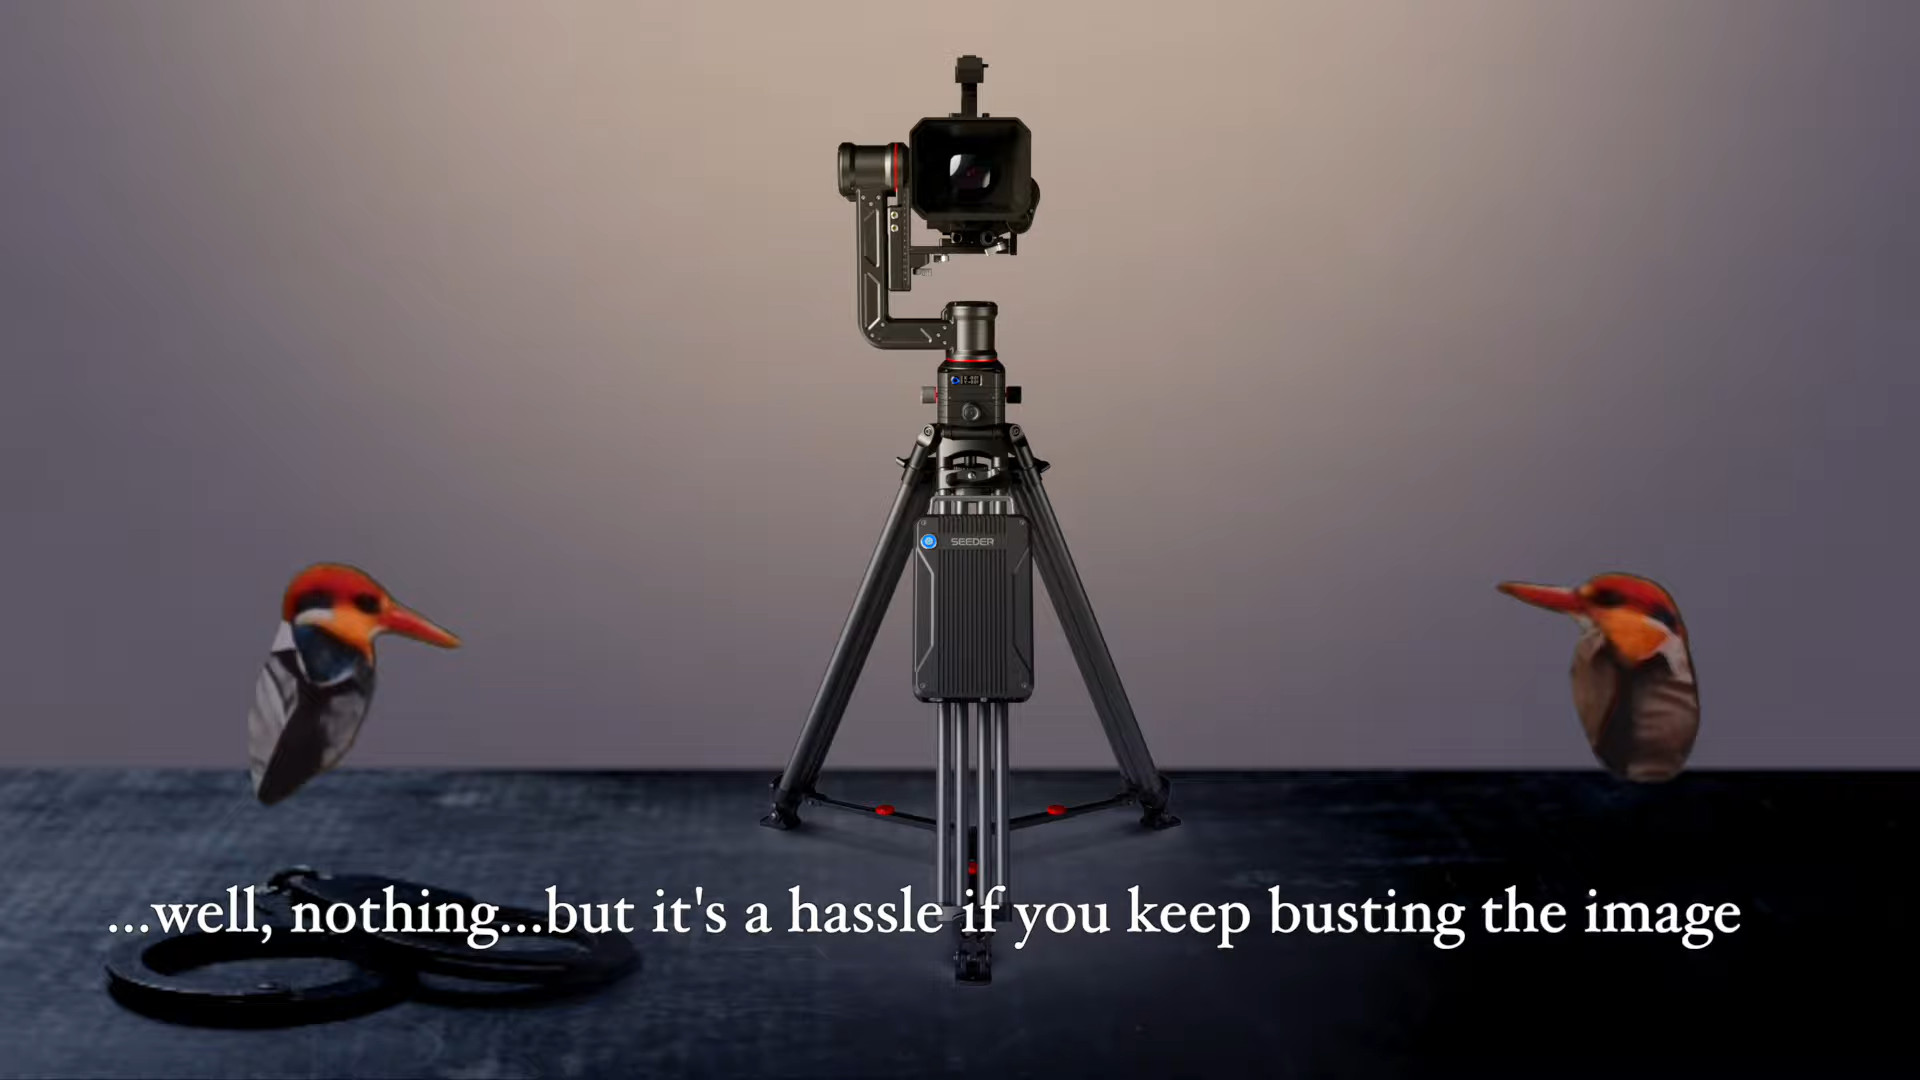 SEEDER
...well, nothing...but it's a hassle if you keep busting the image